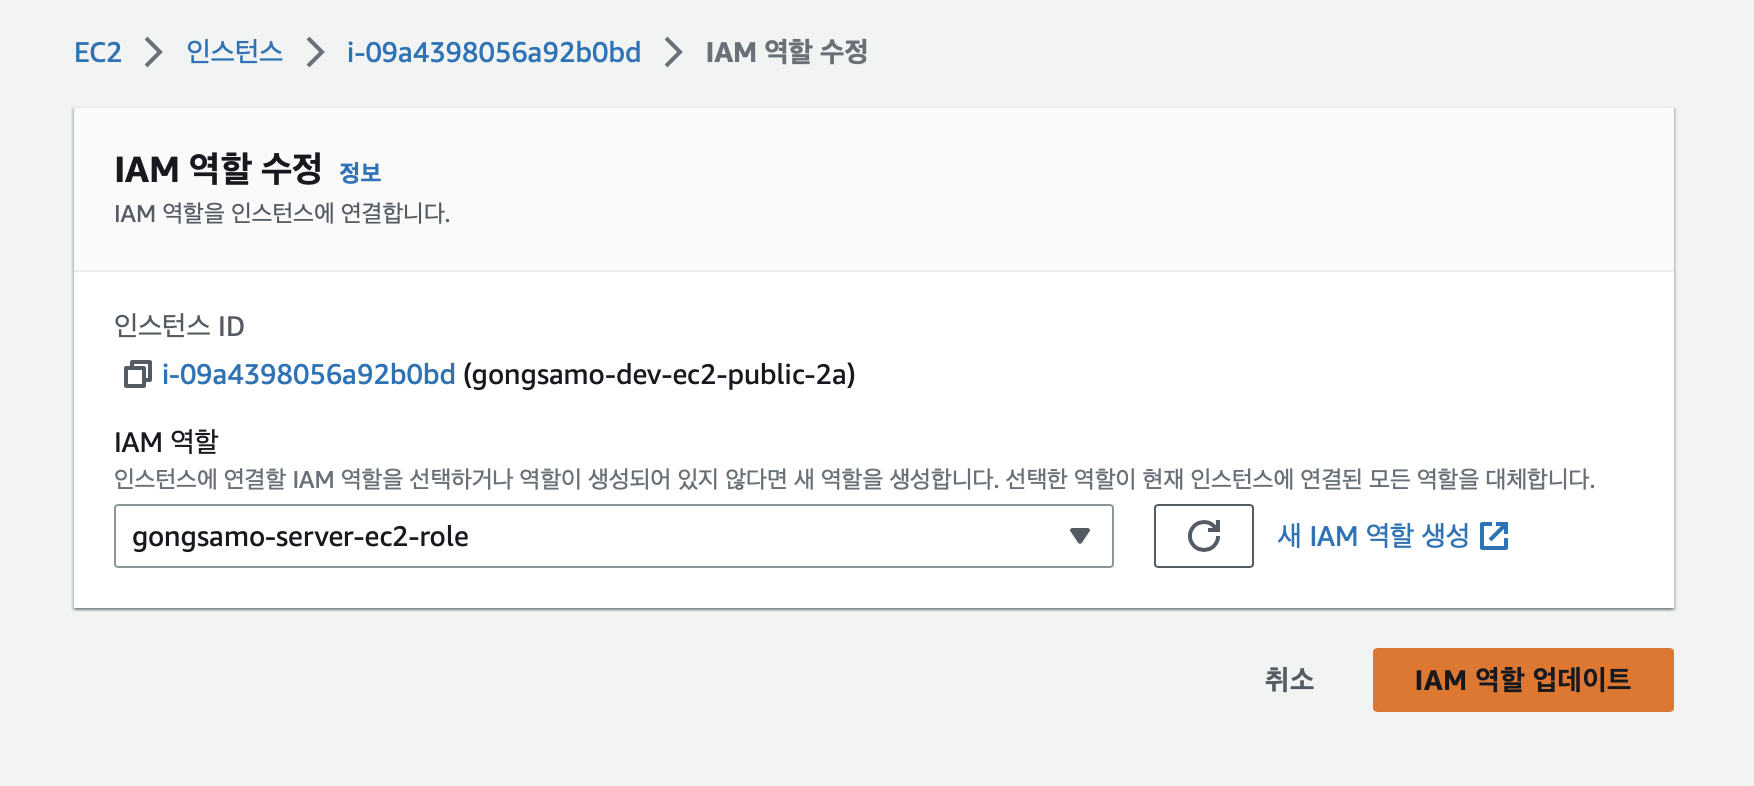 EC2 > 인스턴스 > i-09a4398056a92b0bd > IAM 역할 수정
IAM 역할 수정 정보
IAM 역할을 인스턴스에 연결합니다.
인스턴스 ID
i-09a4398056a92b0bd (gongsamo-dev-ec2-public-2a)
IAM 역할
인스턴스에 연결할 IAM 역할을 선택하거나 역할이 생성되어 있지 않다면 새 역할을 생성합니다. 선택한 역할이 현재 인스턴스에 연결된 모든 역할을 대체합니다.
gongsamo-server-ec2-role
새 IAM 역할 생성
취소
IAM 역할 업데이트